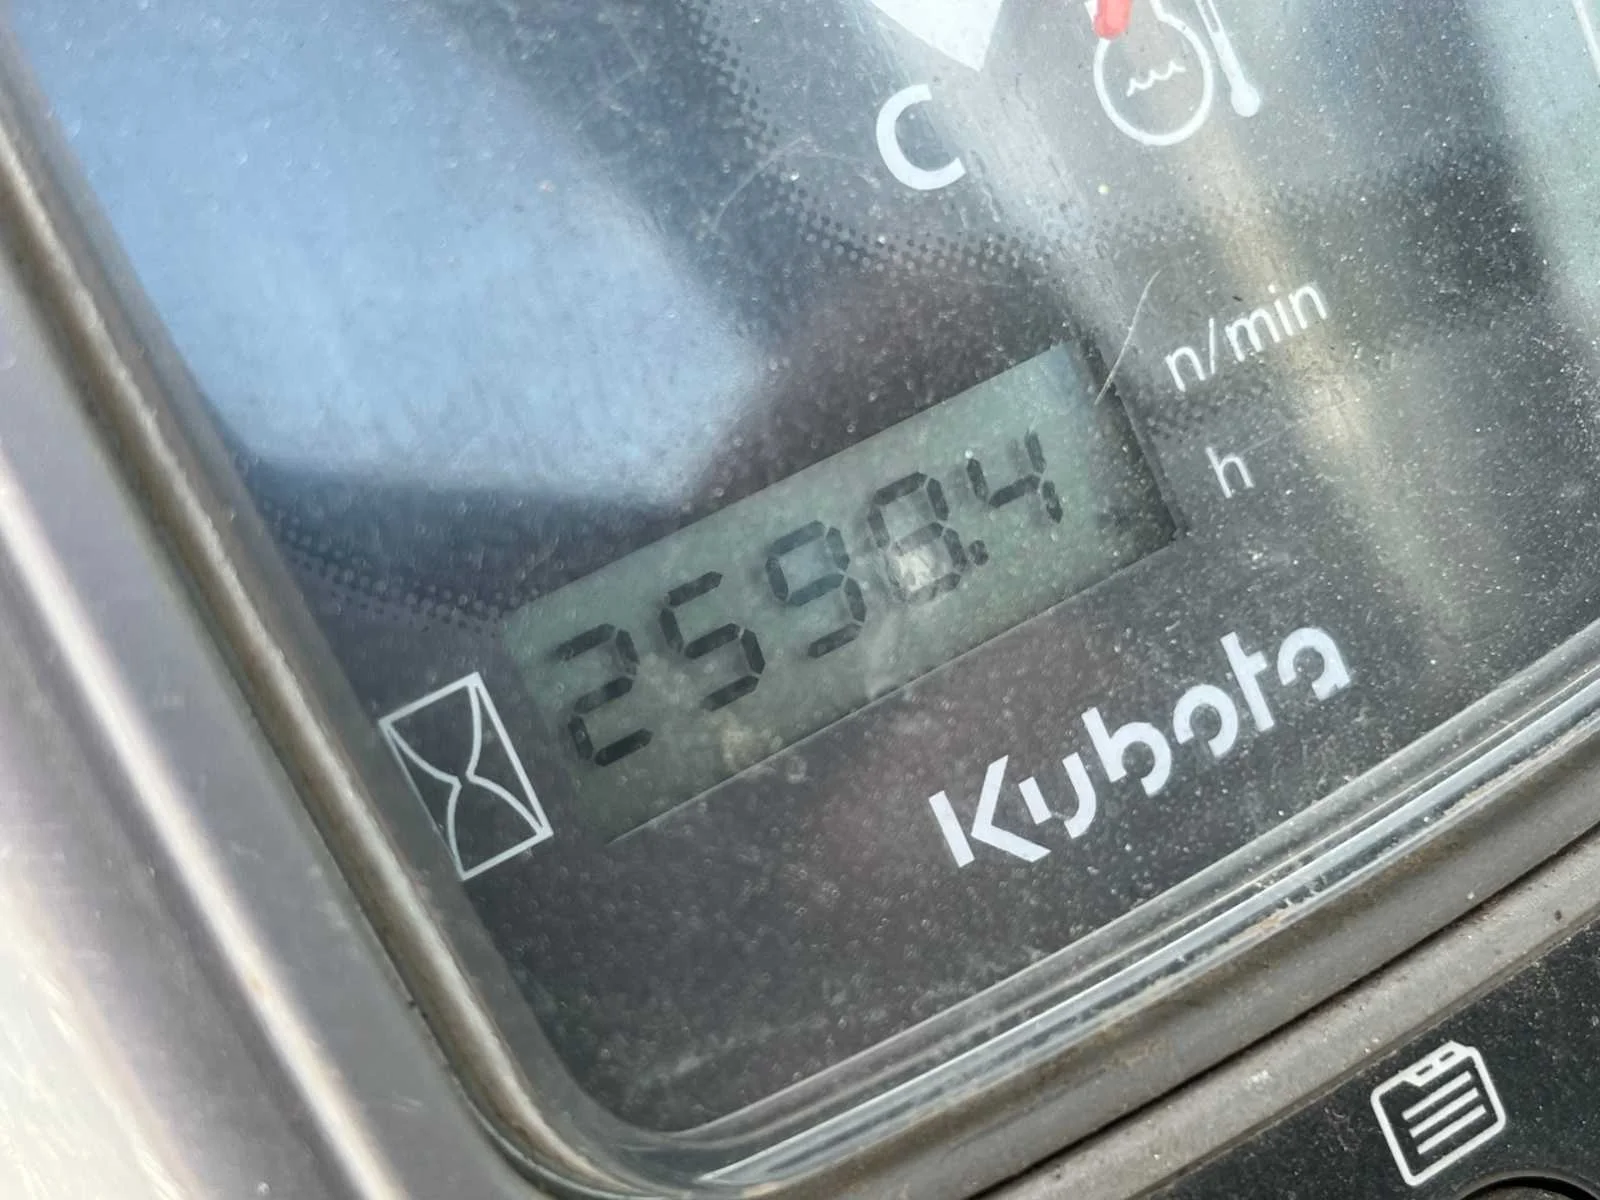 C
n/min
h
2598.4
Kubota